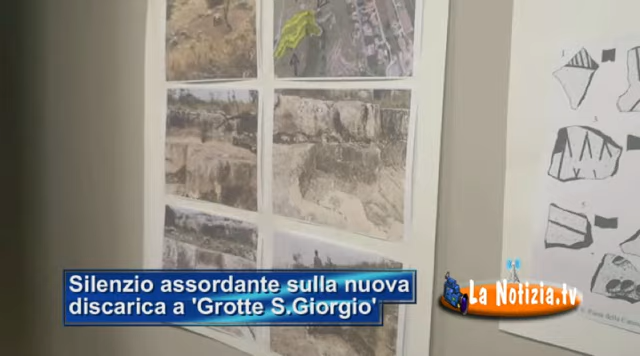 Silenzio assordante sulla nuova
discarica a 'Grotte S.Giorgio'
La Notizia.tv